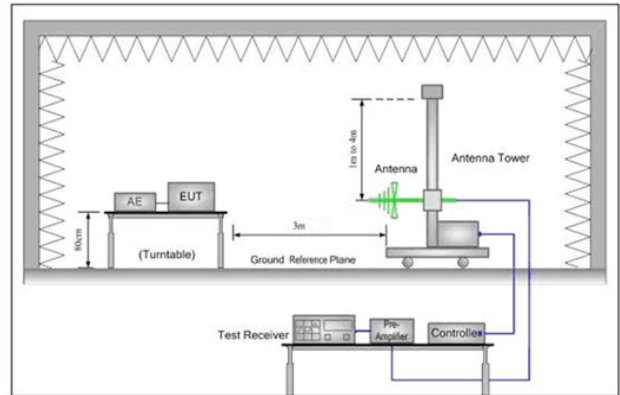 1m to 4m
Antenna
Antenna Tower
AE
EUT
80cm
(Turntable)
3m
Ground Reference Plane
Test Receiver
Pre-
Amplifier
Controller